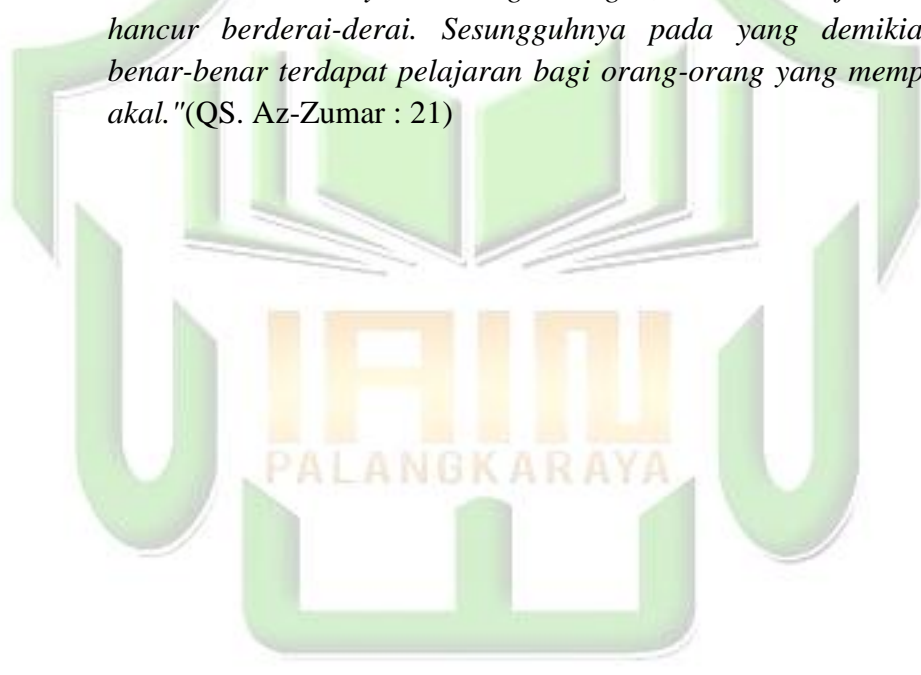 hancur berderai-derai. Sesungguhnya pada yang demikia
benar-benar terdapat pelajaran bagi orang-orang yang memp
akal."(QS. Az-Zumar : 21)
IAIN
PALANGKARAYA